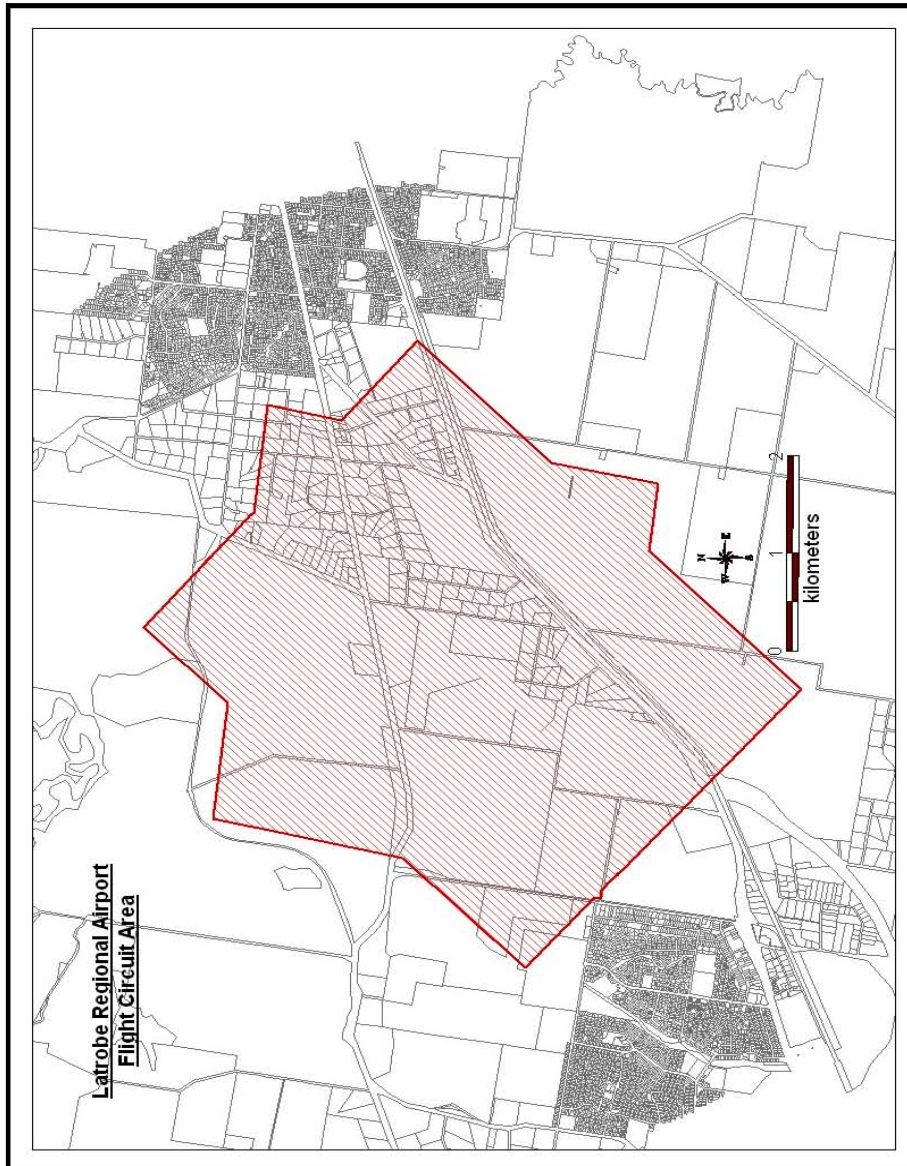 Latrobe Regional Airport
Flight Circuit Area
N
W E
S
0 1 2
kilometers